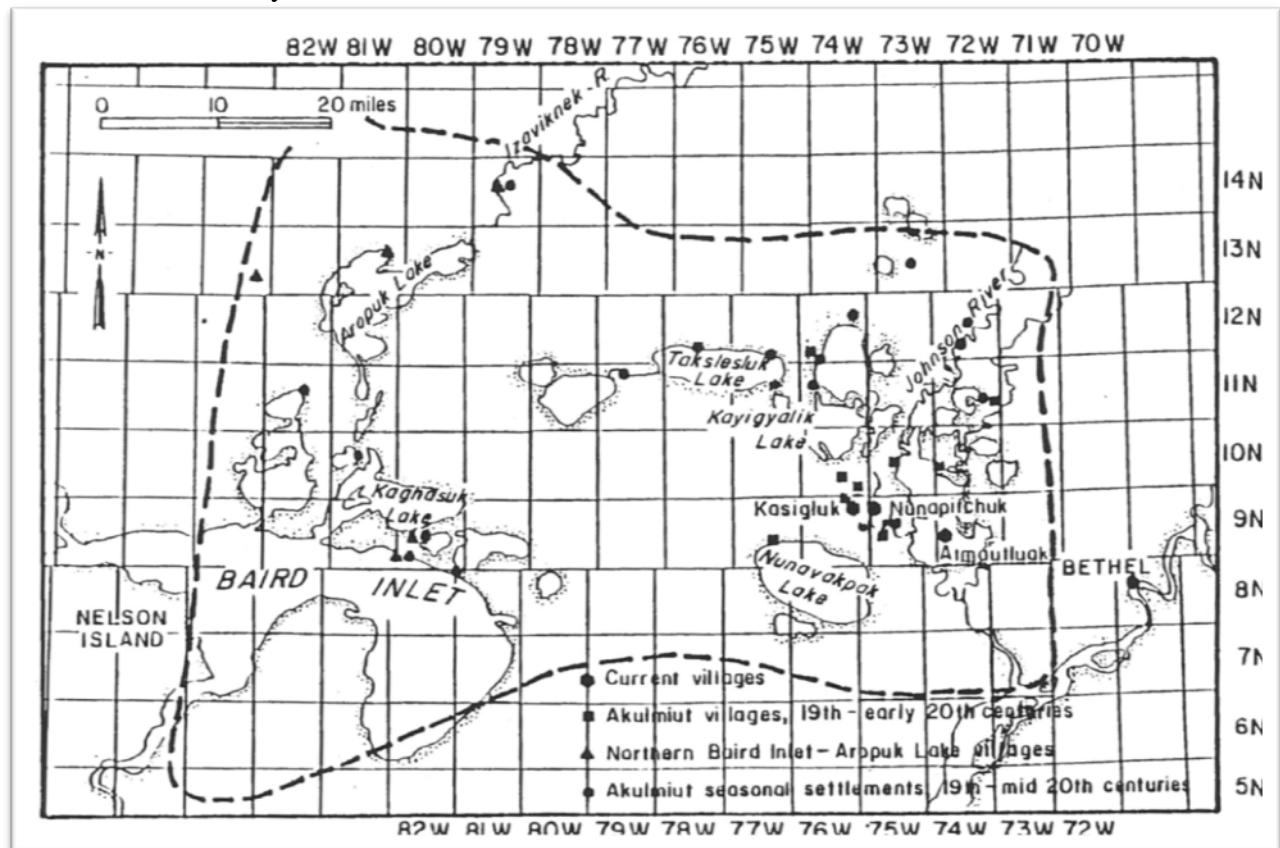 82W 81W 80W 79W 78W 77W 76W 75W 74W 73W 72W 71W 70W
0 10 20 miles
Izaviknek R.
14N
N
13N
Aropuk Lake
12N
Johnson River
Takslesluk
Lake
11N
Kayigyalik
Lake
10N
Kaghasuk
Lake
Kasigluk
Nunapitchuk
9N
Atmautluak
Nunavakpak
Lake
BETHEL
BAIRD INLET
8N
NELSON
ISLAND
7N
Current villages
Akulmiut villages, 19th - early 20th centuries
6N
Northern Baird Inlet - Aropuk Lake villages
Akulmiut seasonal settlements, 19th - mid 20th centuries
5N
82W 81W 80W 79W 78W 77W 76W 75W 74W 73W 72W